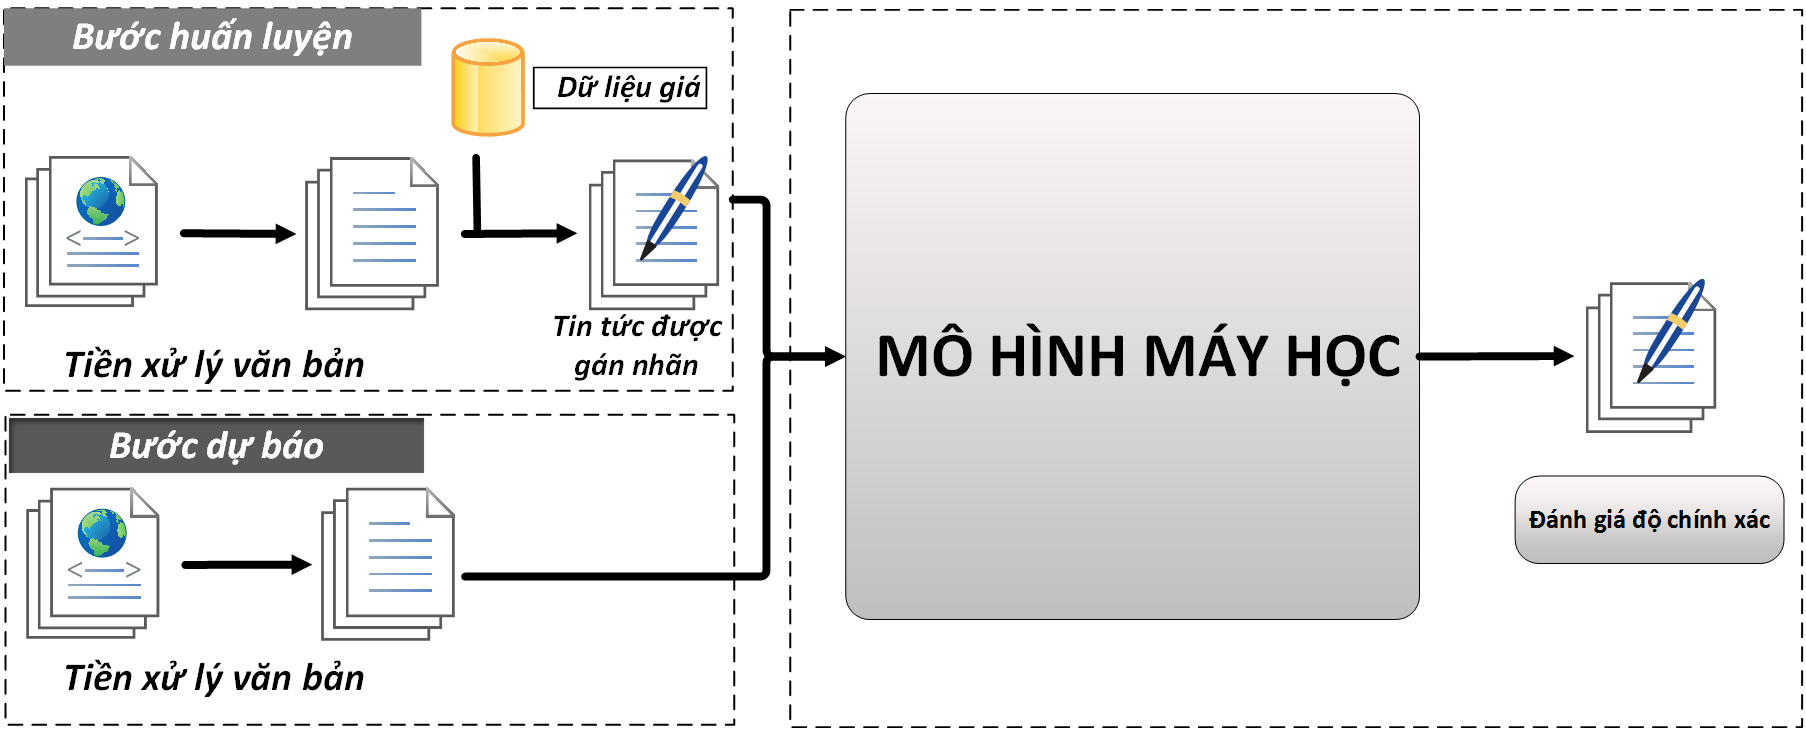 Bước huấn luyện
Dữ liệu giá
Tin tức được
gán nhãn
Tiền xử lý văn bản
Bước dự báo
Tiền xử lý văn bản
MÔ HÌNH MÁY HỌC
Đánh giá độ chính xác